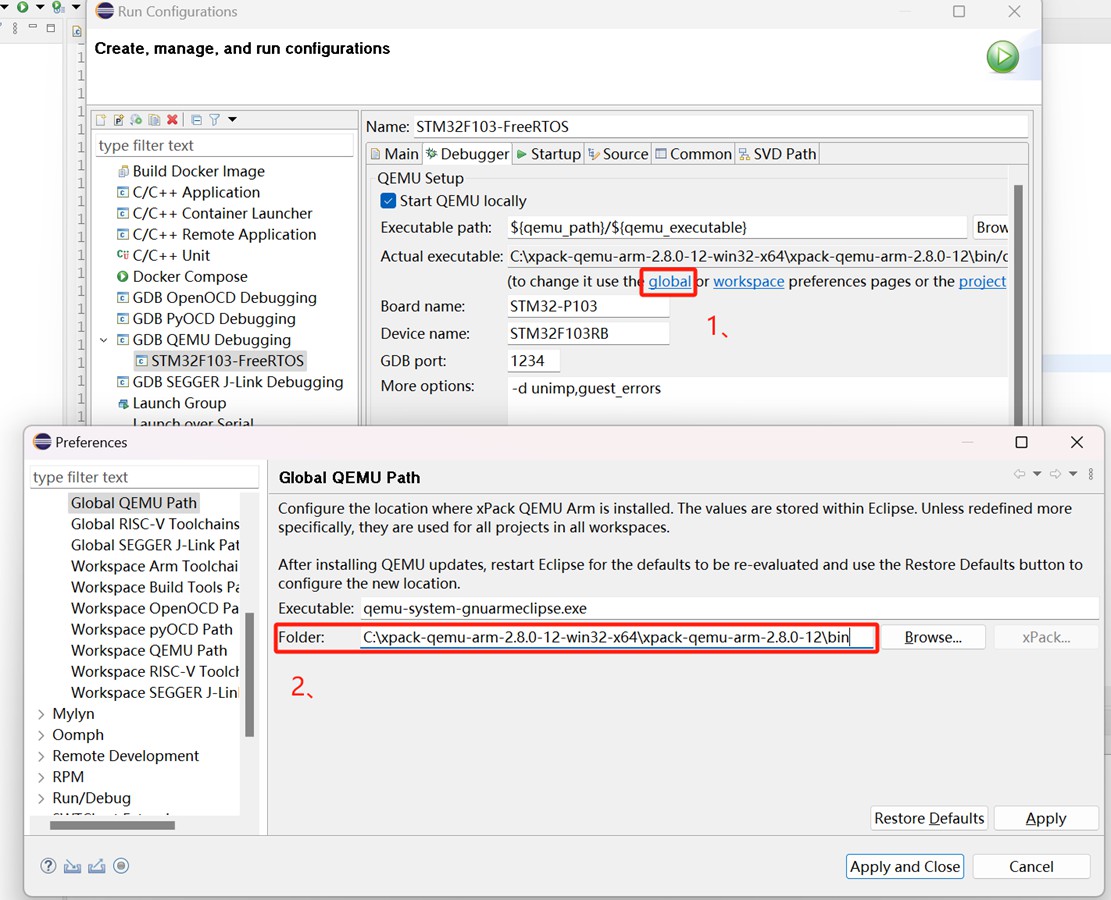 Run Configurations
Create, manage, and run configurations
type filter text
Build Docker Image
C/C++ Application
C/C++ Container Launcher
C/C++ Remote Application
C/C++ Unit
Docker Compose
GDB OpenOCD Debugging
GDB PyOCD Debugging
GDB QEMU Debugging
STM32F103-FreeRTOS
GDB SEGGER J-Link Debugging
Launch Group
Launch over Serial
Name: STM32F103-FreeRTOS
Main Debugger Startup Source Common SVD Path
QEMU Setup
Start QEMU locally
Executable path: ${qemu_path}/${qemu_executable} Brow
Actual executable: C:\xpack-qemu-arm-2.8.0-12-win32-x64\xpack-qemu-arm-2.8.0-12\bin/
(to change it use the global or workspace preferences pages or the project
Board name: STM32-P103
1、
Device name: STM32F103RB
GDB port: 1234
More options: -d unimp,guest_errors
Preferences
type filter text
Global QEMU Path
Global RISC-V Toolchains
Global SEGGER J-Link Pat
Workspace Arm Toolchai
Workspace Build Tools Pa
Workspace OpenOCD Pa
Workspace pyOCD Path
Workspace QEMU Path
Workspace RISC-V Toolch
Workspace SEGGER J-Lin
Mylyn
Oomph
Remote Development
RPM
Run/Debug
Global QEMU Path
Configure the location where xPack QEMU Arm is installed. The values are stored within Eclipse. Unless redefined more
specifically, they are used for all projects in all workspaces.
After installing QEMU updates, restart Eclipse for the defaults to be re-evaluated and use the Restore Defaults button to
configure the new location.
Executable: qemu-system-gnuarmeclipse.exe
Folder: C:\xpack-qemu-arm-2.8.0-12-win32-x64\xpack-qemu-arm-2.8.0-12\bin Browse... xPack...
2、
Restore Defaults Apply
Apply and Close Cancel